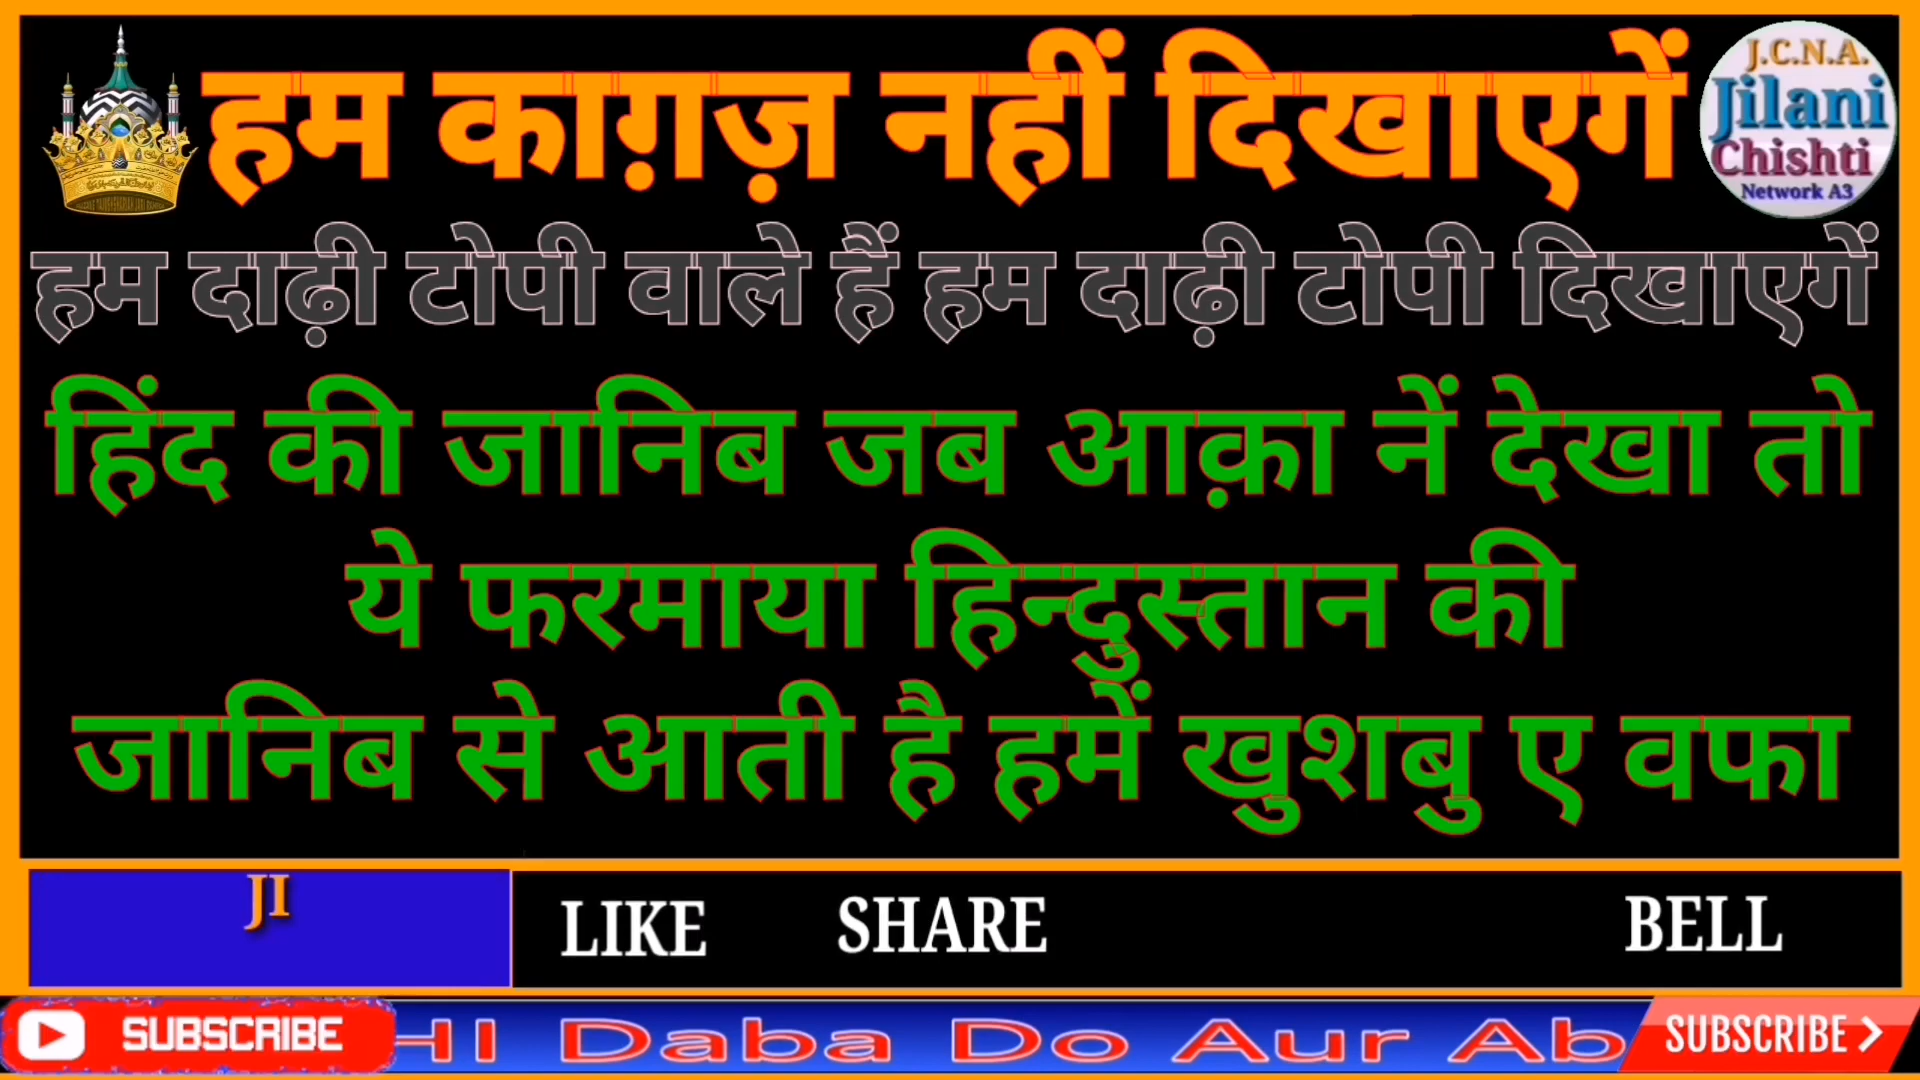 हम काग़ज़ नहीं दिखाएगें
J.C.N.A.
Jilani
Chishti
Network A3
हम दाढ़ी टोपी वाले हैं हम दाढ़ी टोपी दिखाएगें
हिंद की जानिब जब आक़ा नें देखा तो
ये फरमाया हिन्दुस्तान की
जानिब से आती है हमें खुशबु ए वफा
JI
LIKE SHARE BELL
SUBSCRIBE HI Daba Do Aur Ab SUBSCRIBE